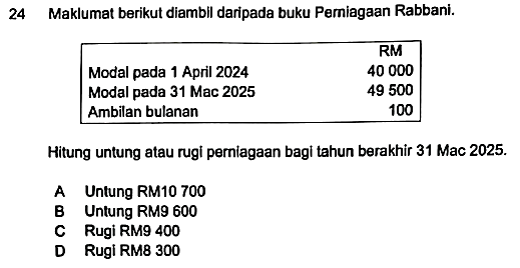 24 Maklumat berikut diambil daripada buku Perniagaan Rabbani.
RM
Modal pada 1 April 2024 40 000
Modal pada 31 Mac 2025 49 500
Ambilan bulanan 100
Hitung untung atau rugi perniagaan bagi tahun berakhir 31 Mac 2025.
A Untung RM10 700
B Untung RM9 600
C Rugi RM9 400
D Rugi RM8 300